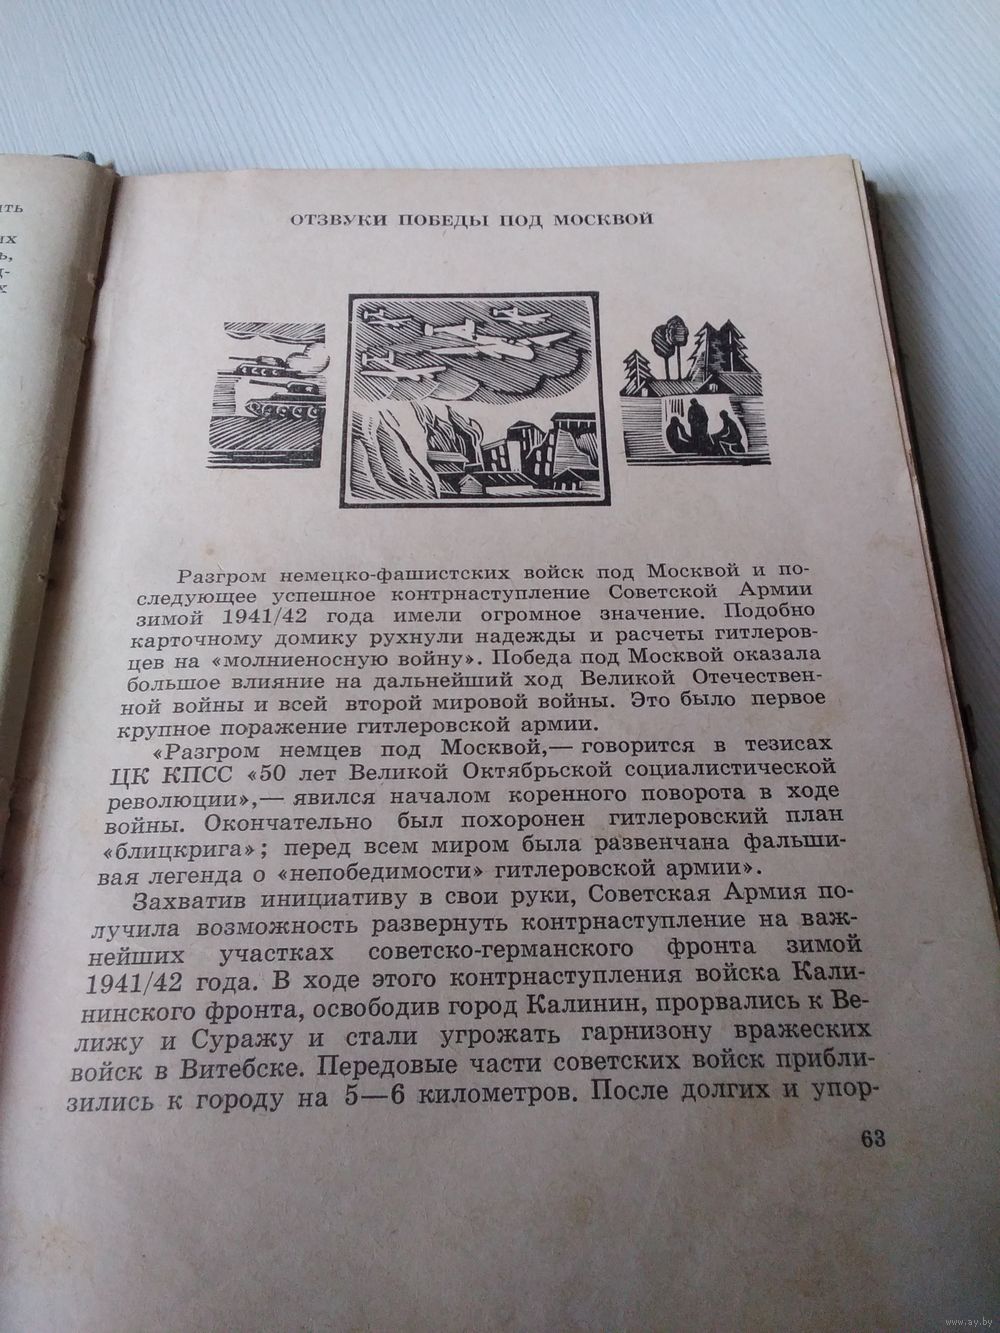 ить
их
ь,
д-
х
ОТЗВУКИ ПОБЕДЫ ПОД МОСКВОЙ
Разгром немецко-фашистских войск под Москвой и по-
следующее успешное контрнаступление Советской Армии
зимой 1941/42 года имели огромное значение. Подобно
карточному домику рухнули надежды и расчеты гитлеров-
цев на «молниеносную войну». Победа под Москвой оказала
большое влияние на дальнейший ход Великой Отечествен-
ной войны и всей второй мировой войны. Это было первое
крупное поражение гитлеровской армии.
«Разгром немцев под Москвой,— говорится в тезисах
ЦК КПСС «50 лет Великой Октябрьской социалистической
революции»,— явился началом коренного поворота в ходе
войны. Окончательно был похоронен гитлеровский план
«блицкрига»; перед всем миром была развенчана фальши-
вая легенда о «непобедимости» гитлеровской армии».
Захватив инициативу в свои руки, Советская Армия по-
лучила возможность развернуть контрнаступление на важ-
нейших участках советско-германского фронта зимой
1941/42 года. В ходе этого контрнаступления войска Кали-
нинского фронта, освободив город Калинин, прорвались к Ве-
лижу и Суражу и стали угрожать гарнизону вражеских
войск в Витебске. Передовые части советских войск прибли-
зились к городу на 5—6 километров. После долгих и упор-
63
www.ay.by